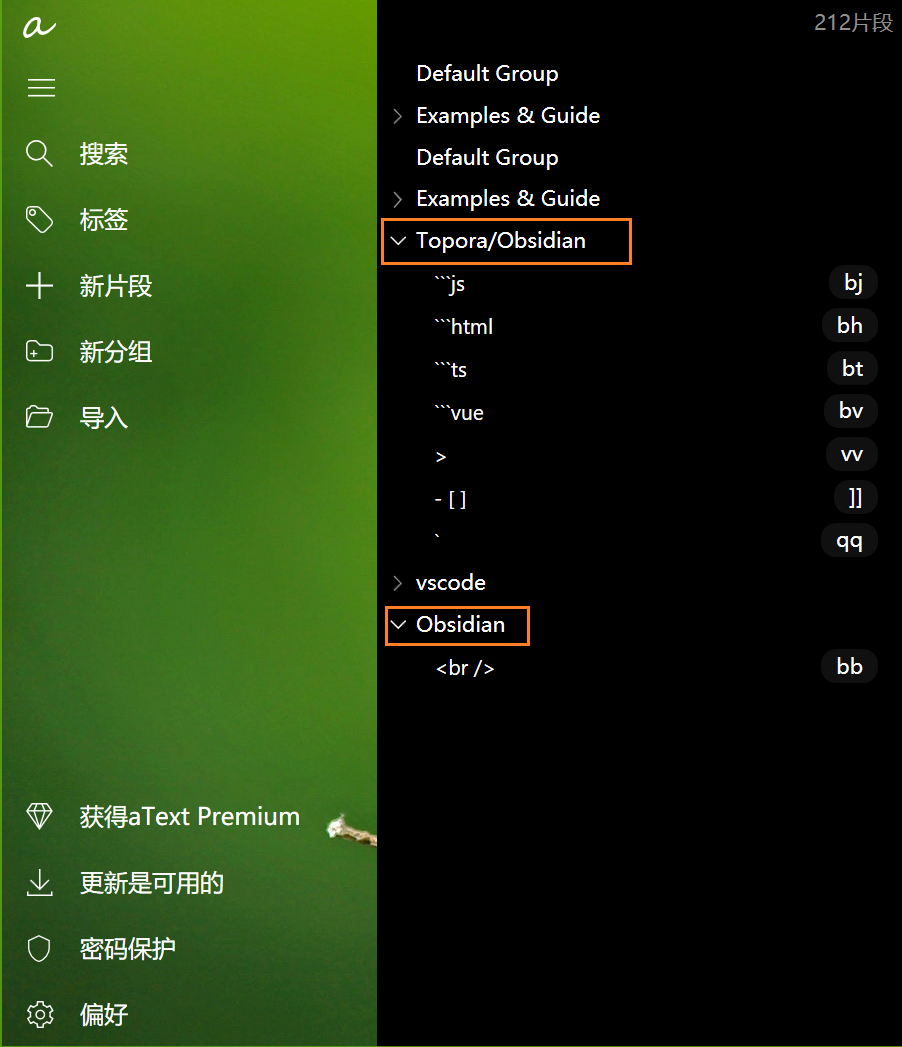 a
搜索
标签
新片段
新分组
导入
获得aText Premium
更新是可用的
密码保护
偏好
212片段
Default Group
Examples & Guide
Default Group
Examples & Guide
Topora/Obsidian
```js bj
```html bh
```ts bt
```vue bv
> vv
- [ ] ]]
` qq
vscode
Obsidian
<br /> bb